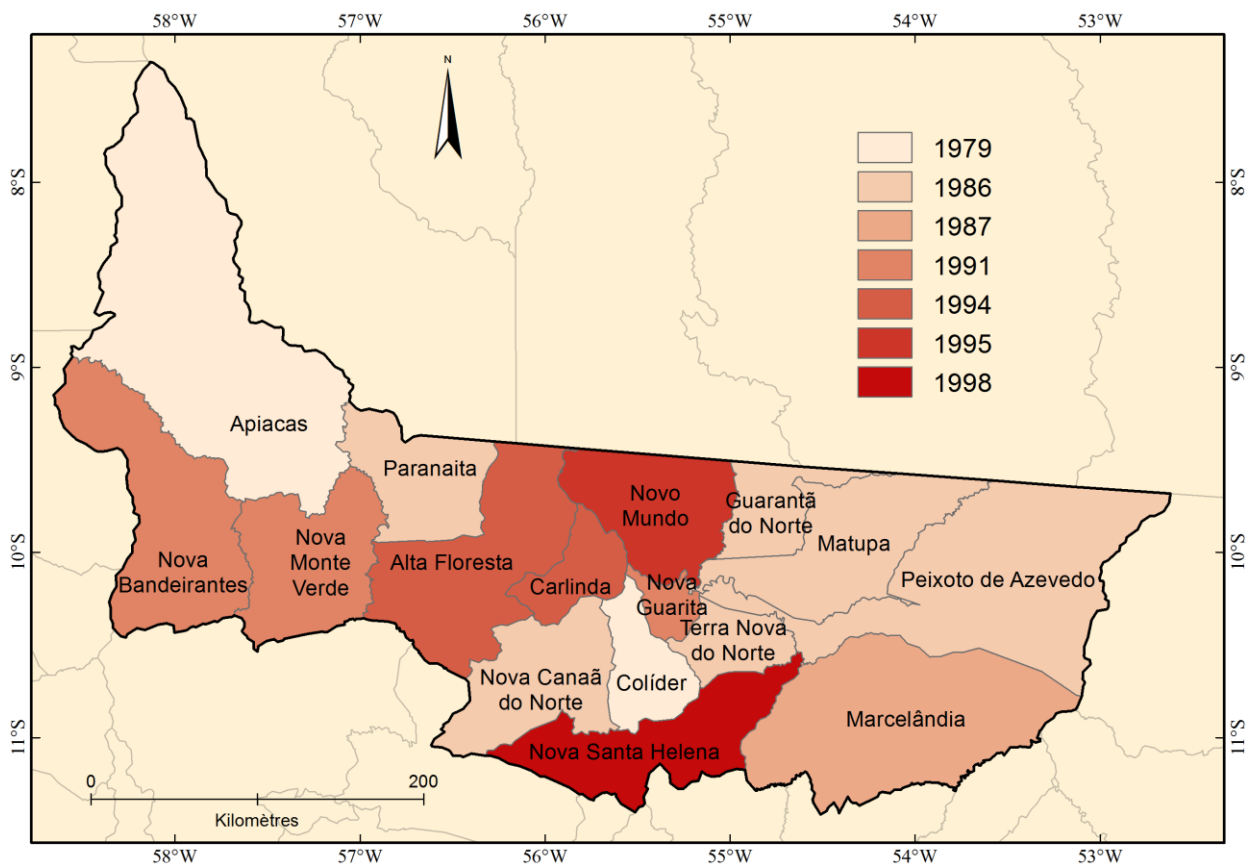 58°W 57°W 56°W 55°W 54°W 53°W
N
1979
1986
1987
1991
1994
1995
1998
8°S 8°S
9°S 9°S
10°S 10°S
11°S 11°S
Apiacas
Paranaita
Novo
Mundo
Guarantã
do Norte
Matupa
Peixoto de Azevedo
Nova
Bandeirantes
Nova
Monte
Verde
Alta Floresta
Carlinda
Nova
Guarita
Terra Nova
do Norte
Nova Canaã
do Norte
Colíder
Marcelândia
Nova Santa Helena
0 200
Kilomètres
58°W 57°W 56°W 55°W 54°W 53°W